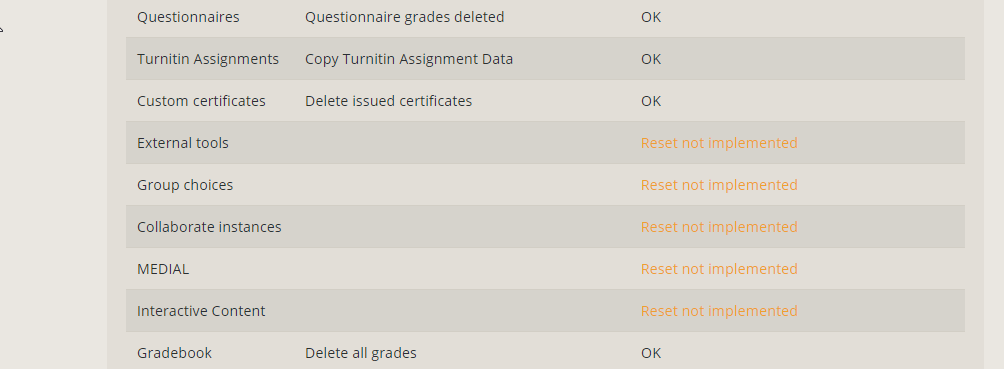 Questionnaires Questionnaire grades deleted OK
Turnitin Assignments Copy Turnitin Assignment Data OK
Custom certificates Delete issued certificates OK
External tools Reset not implemented
Group choices Reset not implemented
Collaborate instances Reset not implemented
MEDIAL Reset not implemented
Interactive Content Reset not implemented
Gradebook Delete all grades OK